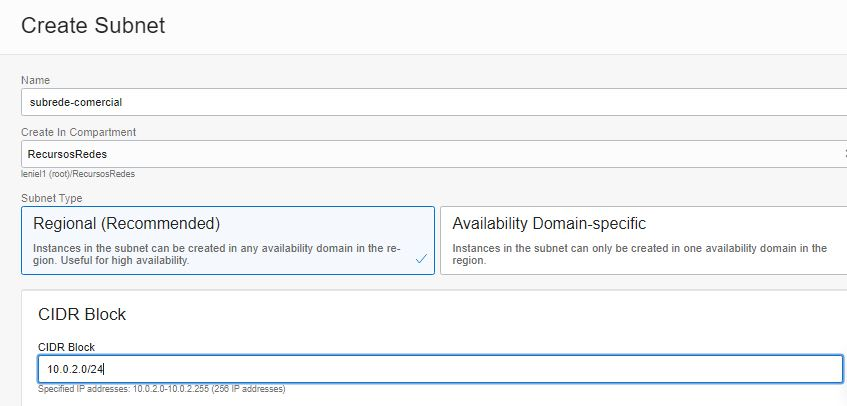 Create Subnet
Name
subrede-comercial
Create In Compartment
RecursosRedes
leniel1 (root)/RecursosRedes
Subnet Type
Regional (Recommended)
Instances in the subnet can be created in any availability domain in the re-
gion. Useful for high availability.
Availability Domain-specific
Instances in the subnet can only be created in one availability domain in the
region.
CIDR Block
CIDR Block
10.0.2.0/24
Specified IP addresses: 10.0.2.0-10.0.2.255 (256 IP addresses)